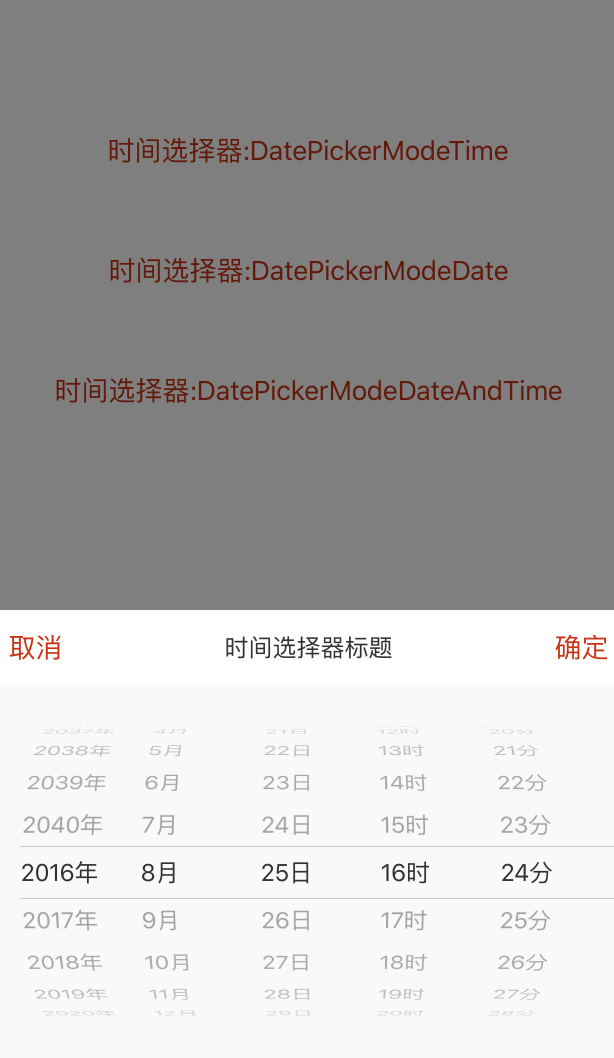 时间选择器:DatePickerModeTime
时间选择器:DatePickerModeDate
时间选择器:DatePickerModeDateAndTime
取消 时间选择器标题 确定
2037年 4月 21日 12时 20分
2038年 5月 22日 13时 21分
2039年 6月 23日 14时 22分
2040年 7月 24日 15时 23分
2016年 8月 25日 16时 24分
2017年 9月 26日 17时 25分
2018年 10月 27日 18时 26分
2019年 11月 28日 19时 27分
2020年 12月 29日 20时 28分